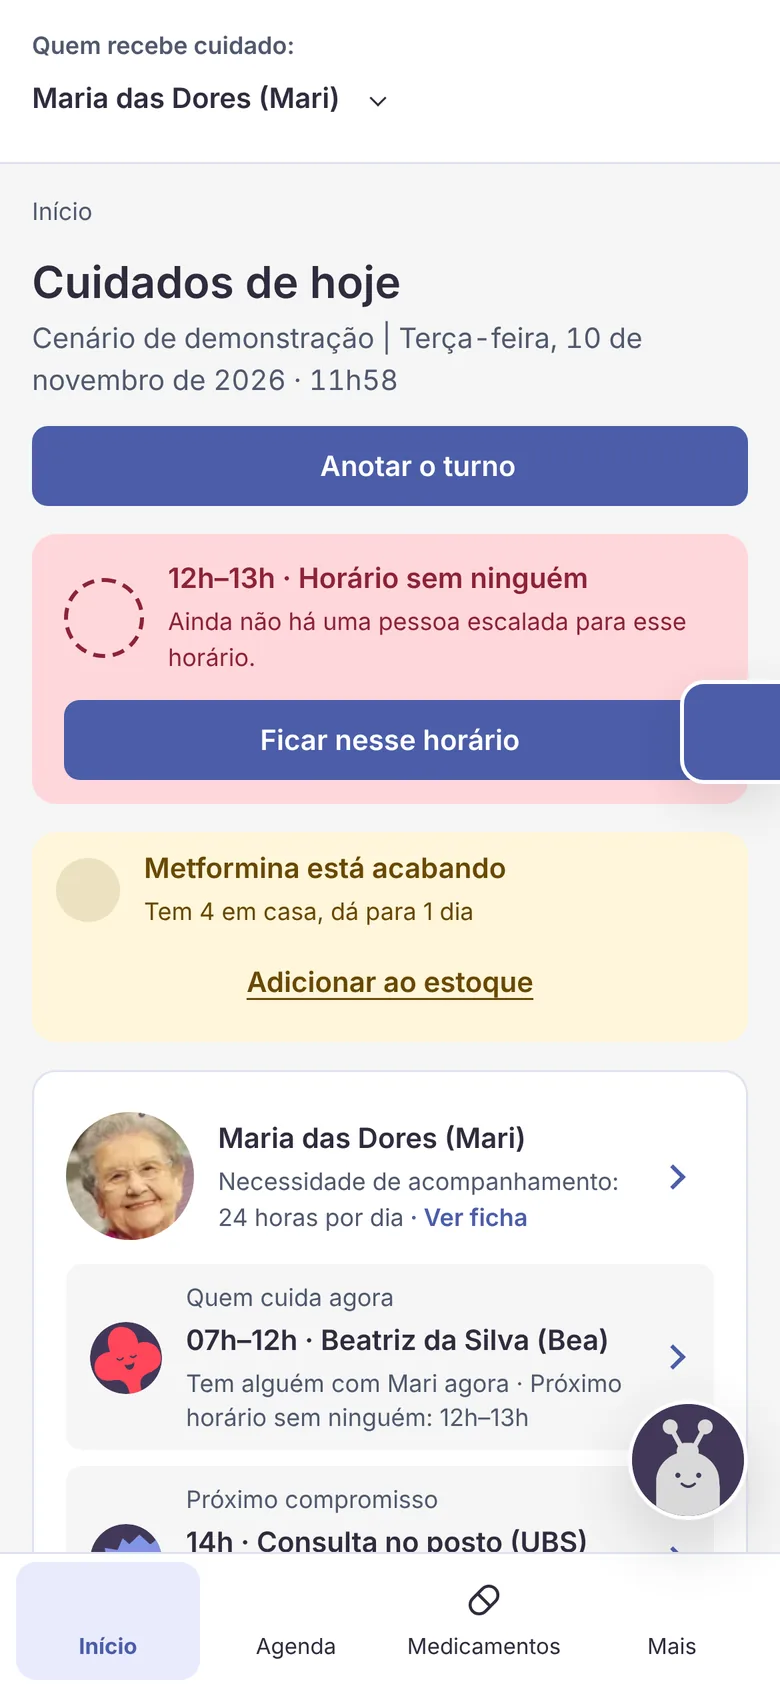 Quem recebe cuidado:
Maria das Dores (Mari)
Início
Cuidados de hoje
Cenário de demonstração | Terça-feira, 10 de
novembro de 2026 · 11h58
Anotar o turno
12h–13h · Horário sem ninguém
Ainda não há uma pessoa escalada para esse
horário.
Ficar nesse horário
Metformina está acabando
Tem 4 em casa, dá para 1 dia
Adicionar ao estoque
Maria das Dores (Mari)
Necessidade de acompanhamento:
24 horas por dia · Ver ficha
Quem cuida agora
07h–12h · Beatriz da Silva (Bea)
Tem alguém com Mari agora · Próximo
horário sem ninguém: 12h–13h
Próximo compromisso
14h · Consulta no posto (UBS)
Início
Agenda
Medicamentos
Mais